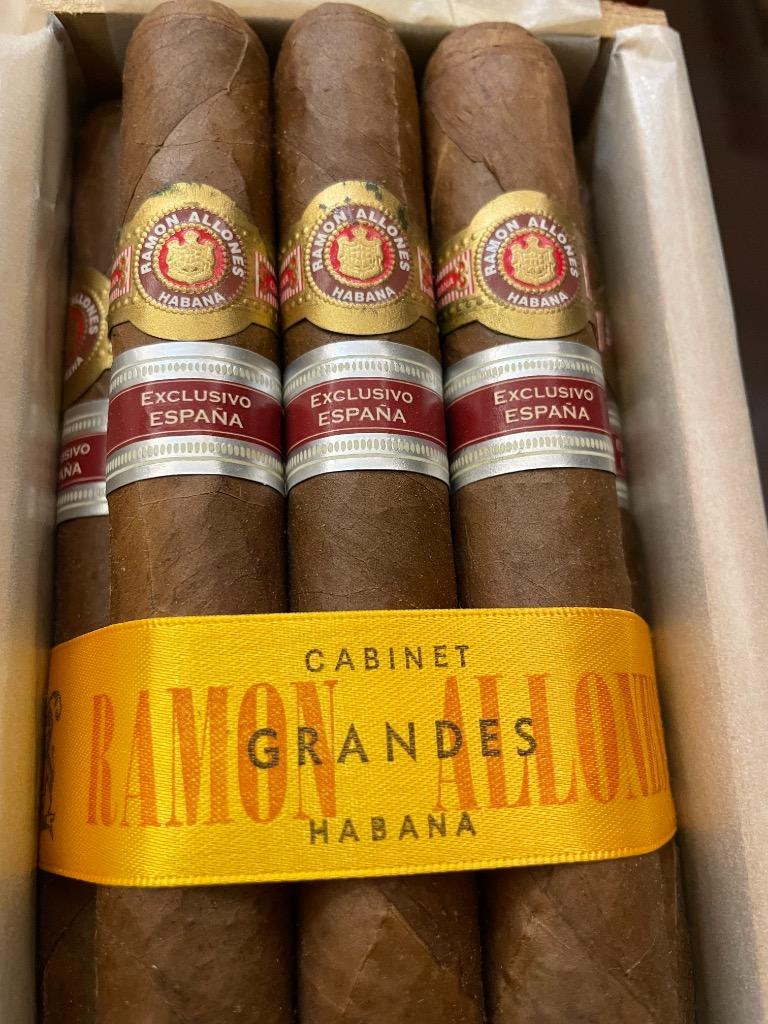 RAMON ALLONES
HABANA
RAMON ALLONES
HABANA
RAMON ALLONES
HABANA
EXCLUSIVO
ESPAÑA
EXCLUSIVO
ESPAÑA
EXCLUSIVO
ESPAÑA
CABINET
RAMON ALLONES
GRANDES
HABANA